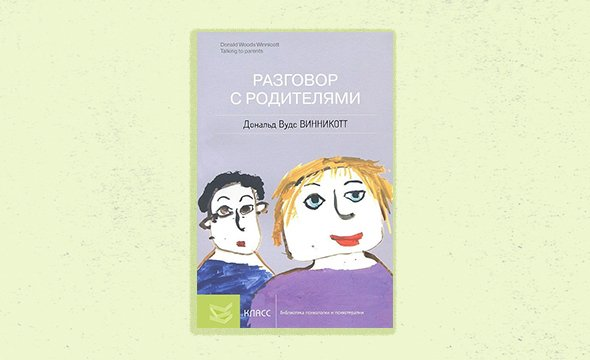 Donald Woods Winnicott
Talking to parents
РАЗГОВОР
С РОДИТЕЛЯМИ
Дональд Вудс ВИННИКОТТ
КЛАСС
библиотека психологии и психотерапии